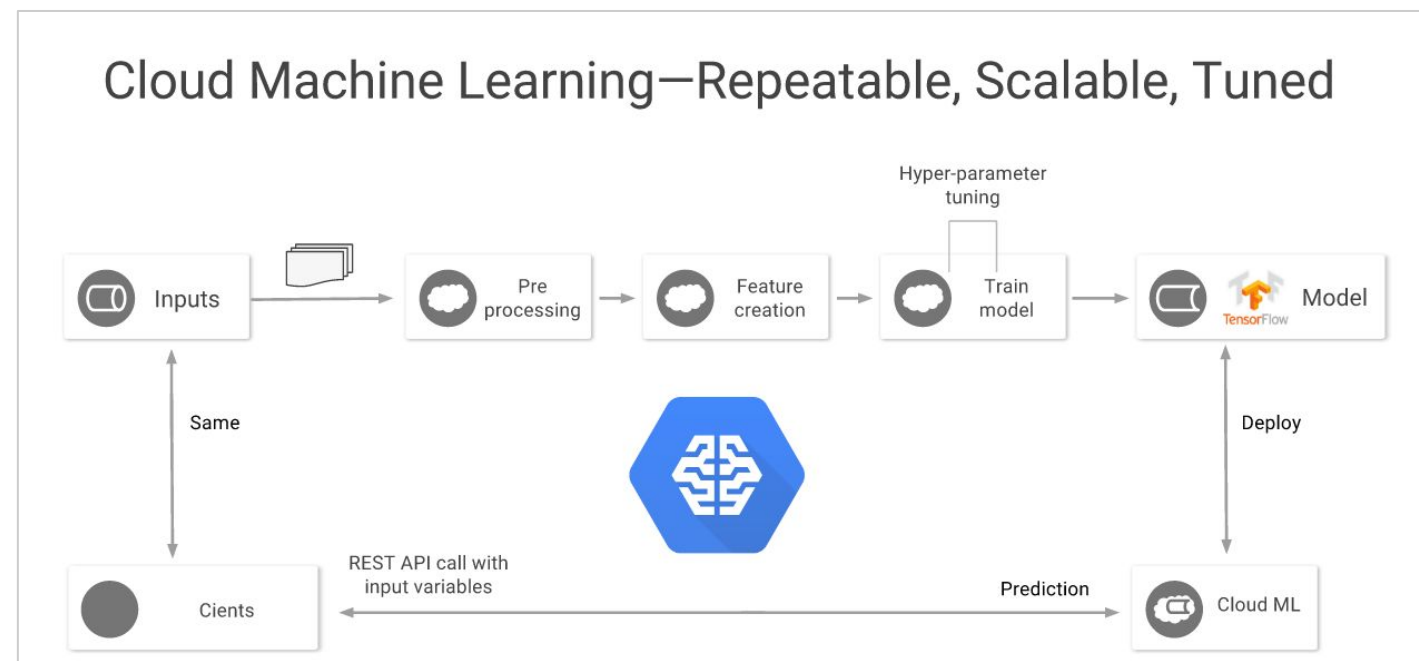 Cloud Machine Learning—Repeatable, Scalable, Tuned
Hyper-parameter
tuning
Inputs
Pre
processing
Feature
creation
Train
model
TensorFlow
Model
Same
Deploy
REST API call with
input variables
Prediction
Cients
Cloud ML